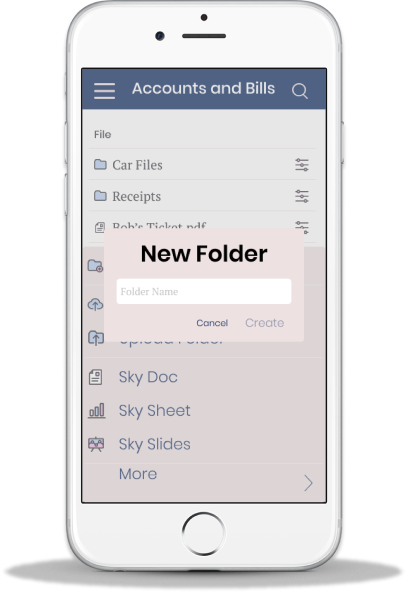 Accounts and Bills
File
Car Files
Receipts
Bob's Ticket.pdf
New Folder
Folder Name
Cancel Create
Upload Folder
Sky Doc
Sky Sheet
Sky Slides
More